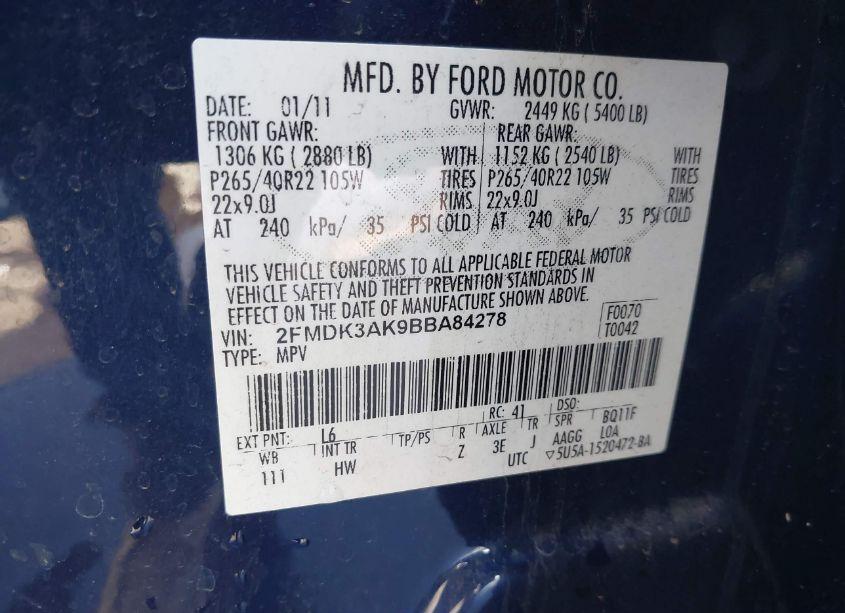 MFD. BY FORD MOTOR CO.
DATE: 01/11 GVWR: 2449 KG ( 5400 LB)
FRONT GAWR: REAR GAWR:
1306 KG ( 2880 LB) WITH 1152 KG ( 2540 LB) WITH
P265/40R22 105W TIRES P265/40R22 105W TIRES
22x9.0J RIMS 22x9.0J RIMS
AT 240 kPa/ 35 PSI COLD AT 240 kPa/ 35 PSI COLD
THIS VEHICLE CONFORMS TO ALL APPLICABLE FEDERAL MOTOR
VEHICLE SAFETY AND THEFT PREVENTION STANDARDS IN
EFFECT ON THE DATE OF MANUFACTURE SHOWN ABOVE.
VIN: 2FMDK3AK9BBA84278 F0070
TYPE: MPV T0042
RC: 41 DSO:
EXT PNT: L6 TP/PS R AXLE TR SPR BQ11F
WB INT TR Z 3E J AAGG LOA
111 HW UTC ▽5U5A-1520472-BA